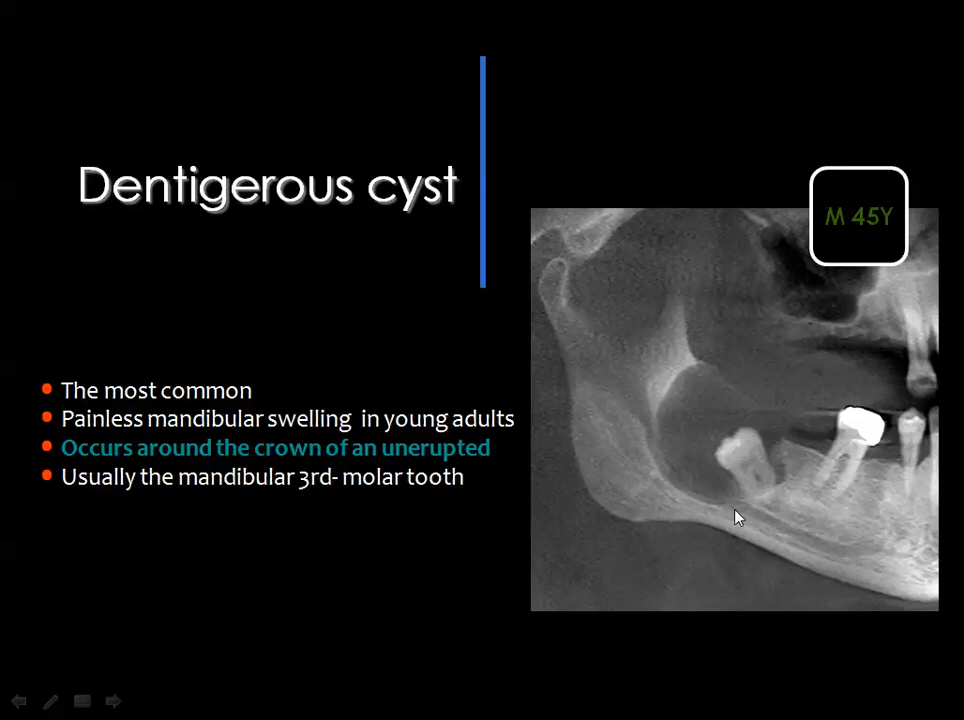 Dentigerous cyst
M 45Y
The most common
Painless mandibular swelling in young adults
Occurs around the crown of an unerupted
Usually the mandibular 3rd- molar tooth